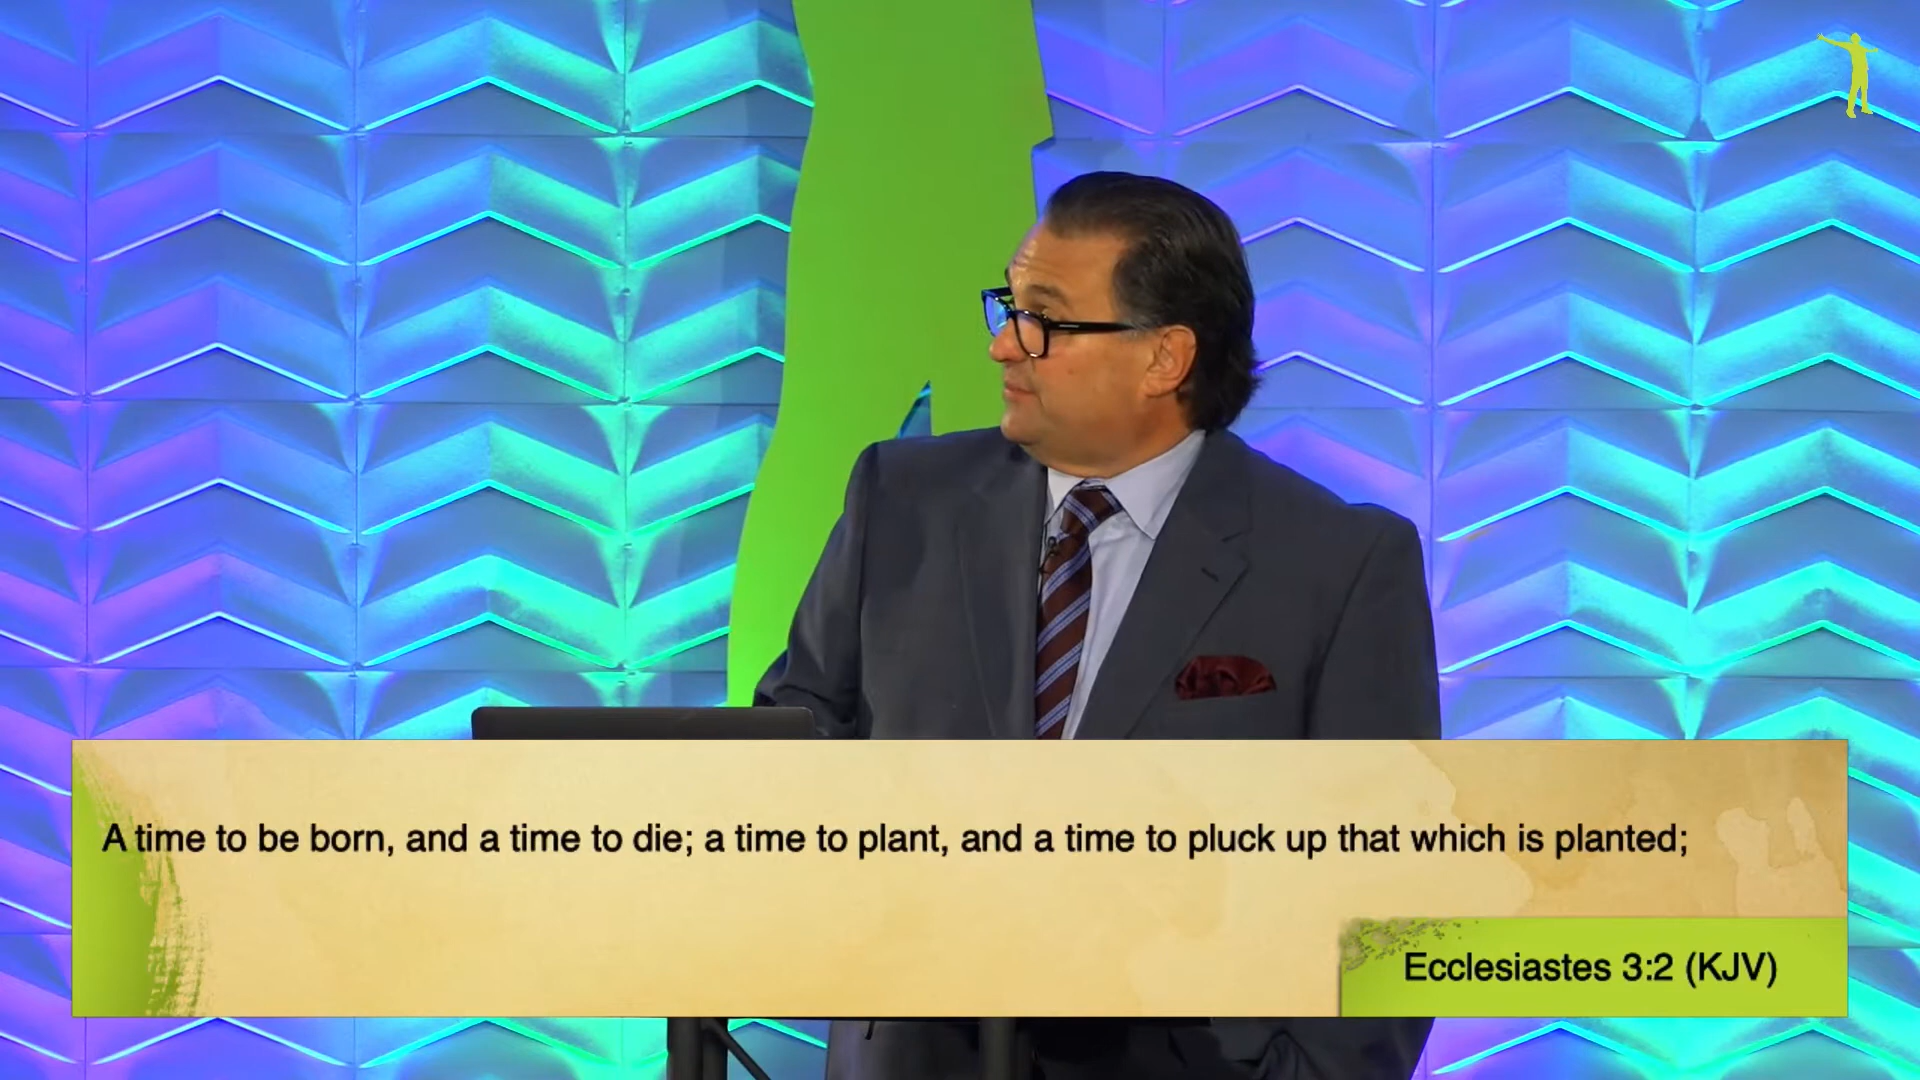 A time to be born, and a time to die; a time to plant, and a time to pluck up that which is planted;
Ecclesiastes 3:2 (KJV)